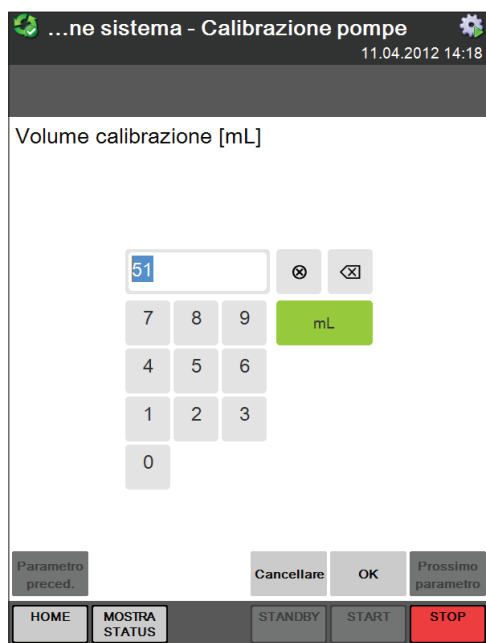 ...ne sistema - Calibrazione pompe
11.04.2012 14:18
Volume calibrazione [mL]
51
7 8 9 mL
4 5 6
1 2 3
0
Parametro
preced.
Cancellare
OK
Prossimo
parametro
HOME
MOSTRA
STATUS
STANDBY
START
STOP